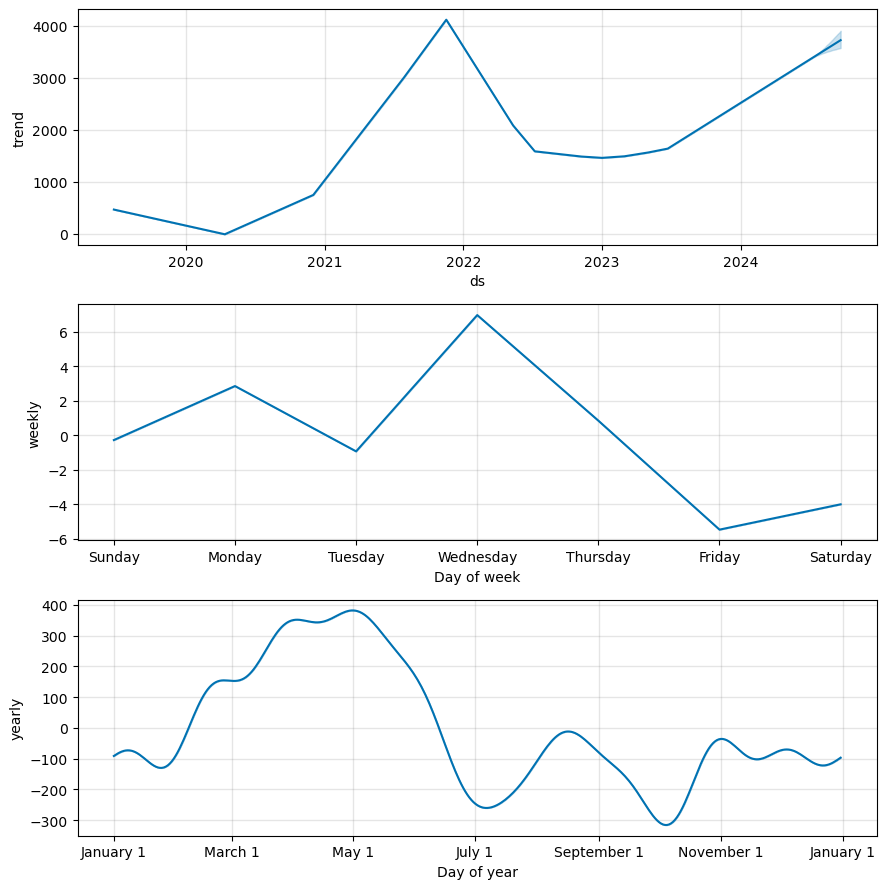 4000
3000
2000
1000
0
trend
2020 2021 2022 2023 2024
ds
6
4
2
0
−2
−4
−6
weekly
Sunday Monday Tuesday Wednesday Thursday Friday Saturday
Day of week
400
300
200
100
0
−100
−200
−300
yearly
January 1 March 1 May 1 July 1 September 1 November 1 January 1
Day of year